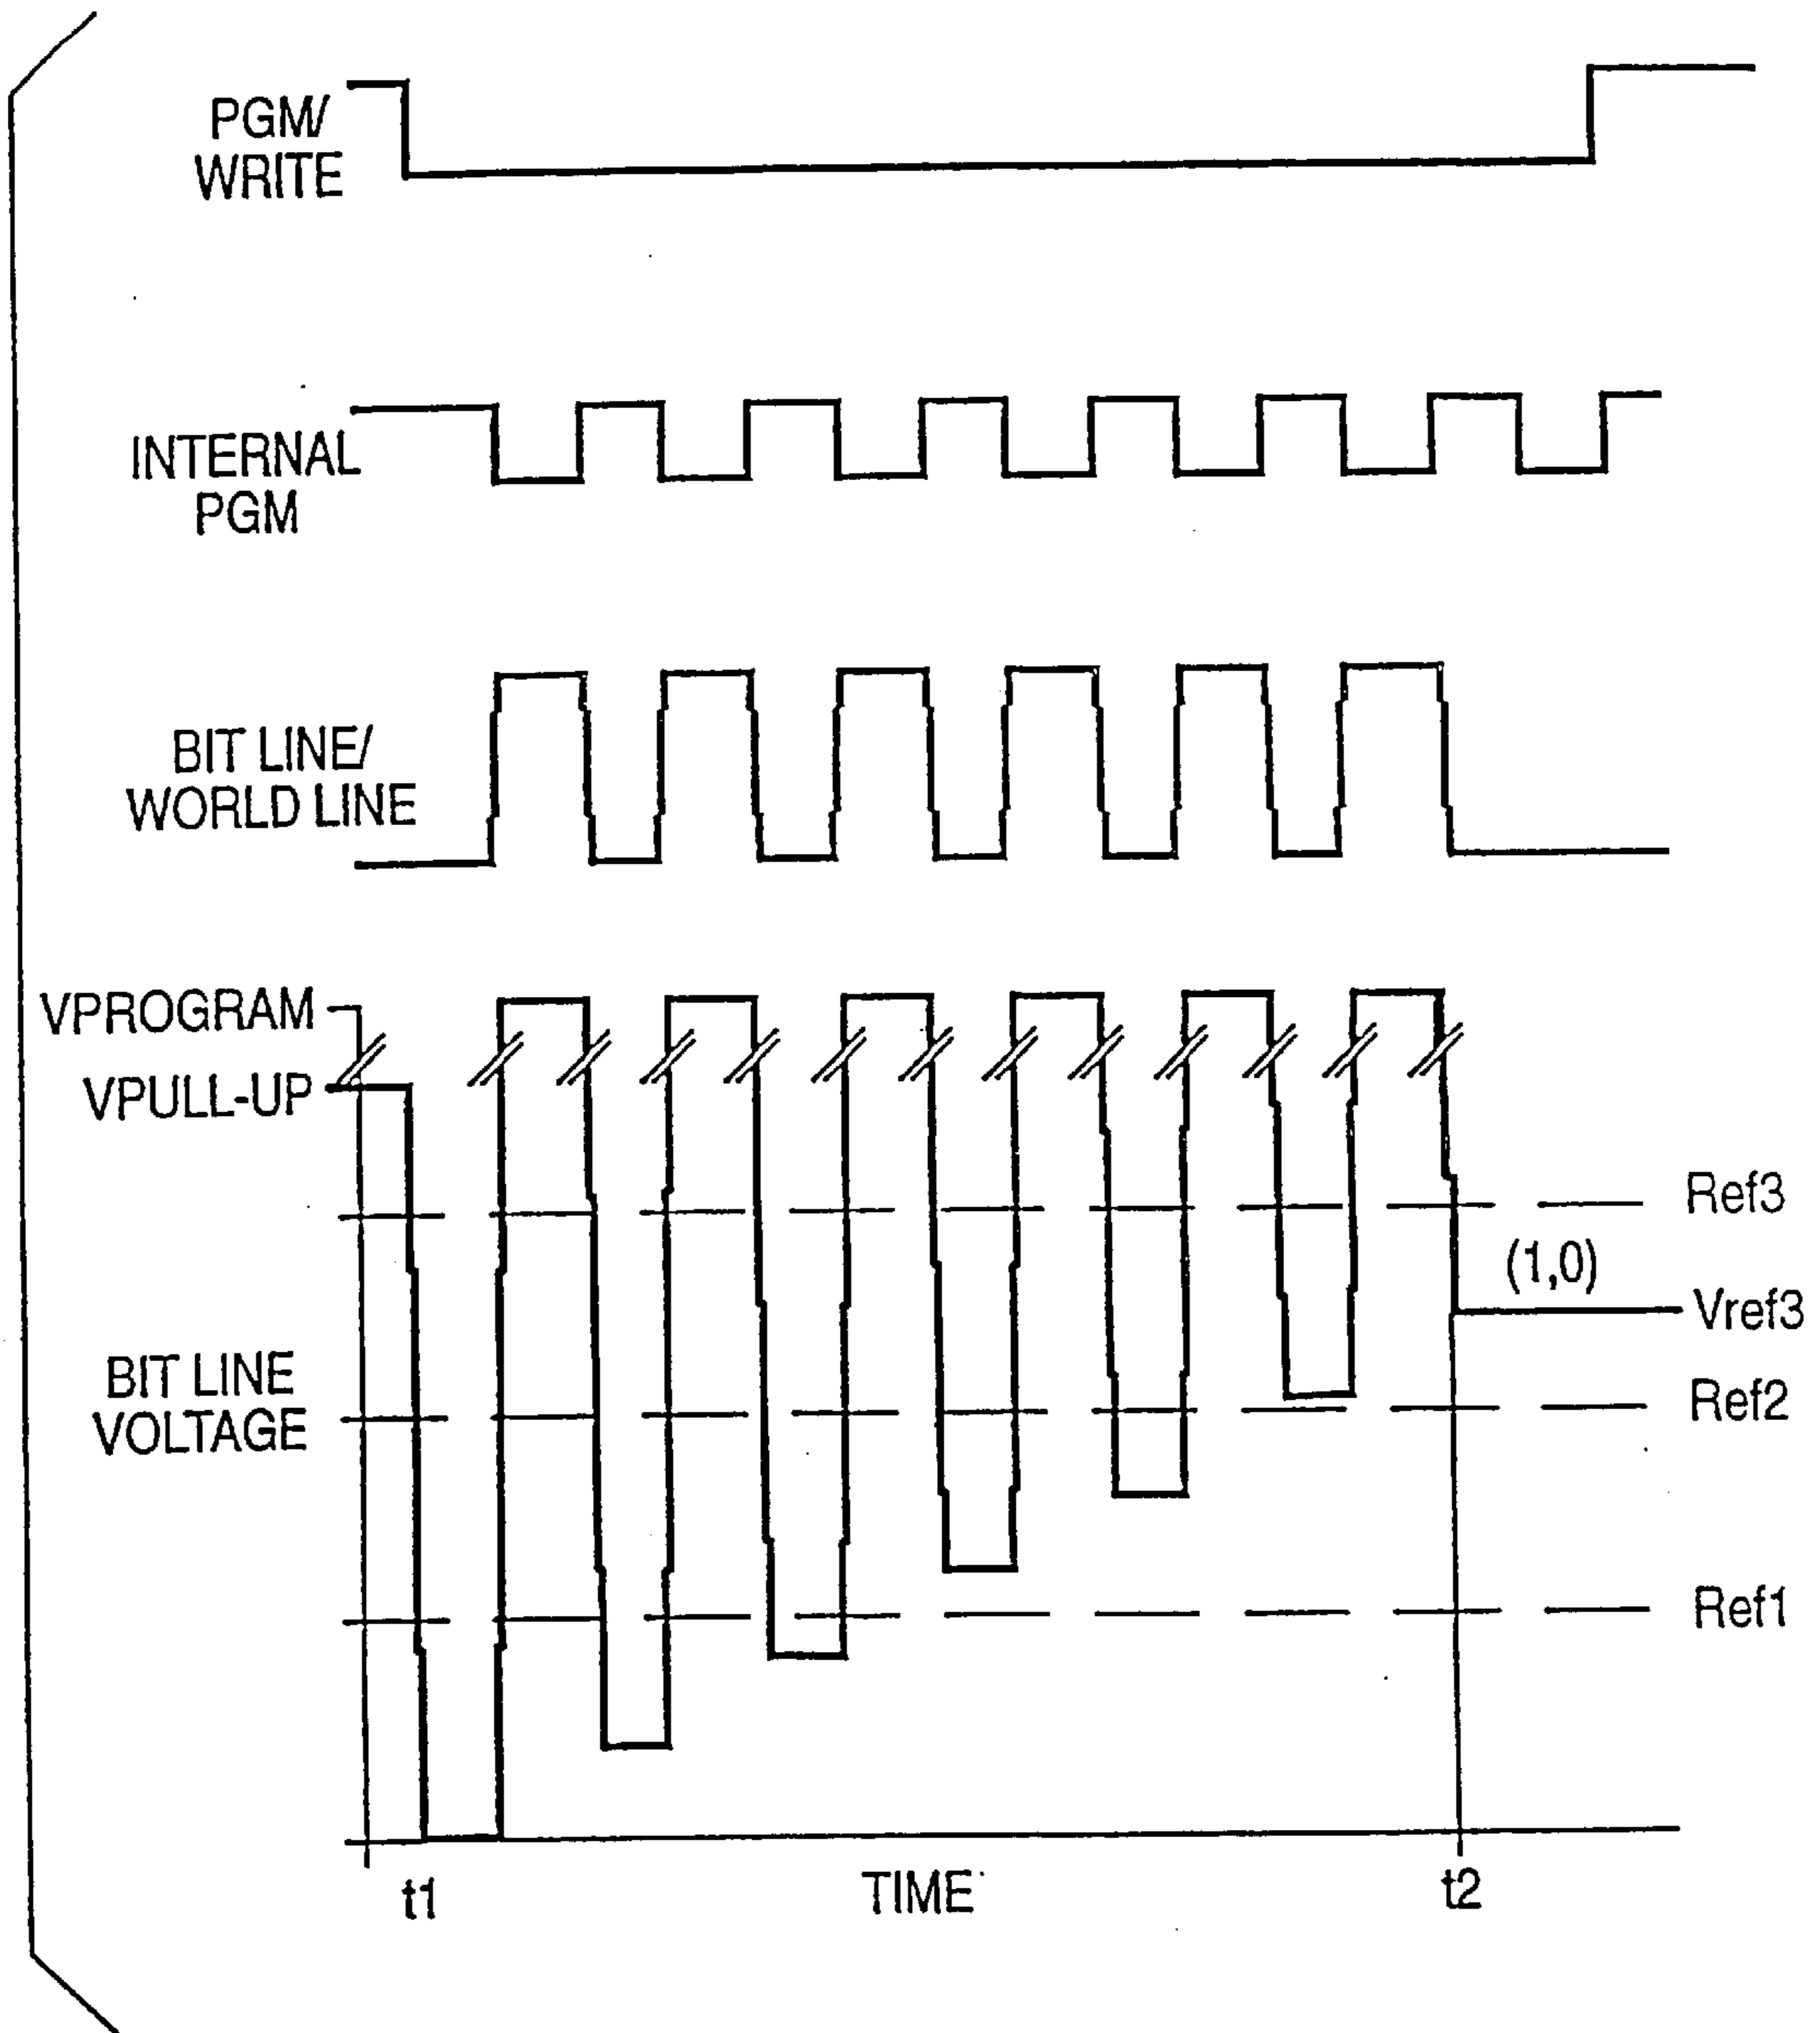 PGM/
WRITE
INTERNAL
PGM
BIT LINE/
WORLD LINE
VPROGRAM
VPULL-UP
Ref3
(1,0)
Vref3
BIT LINE
VOLTAGE
Ref2
Ref1
t1
TIME
t2